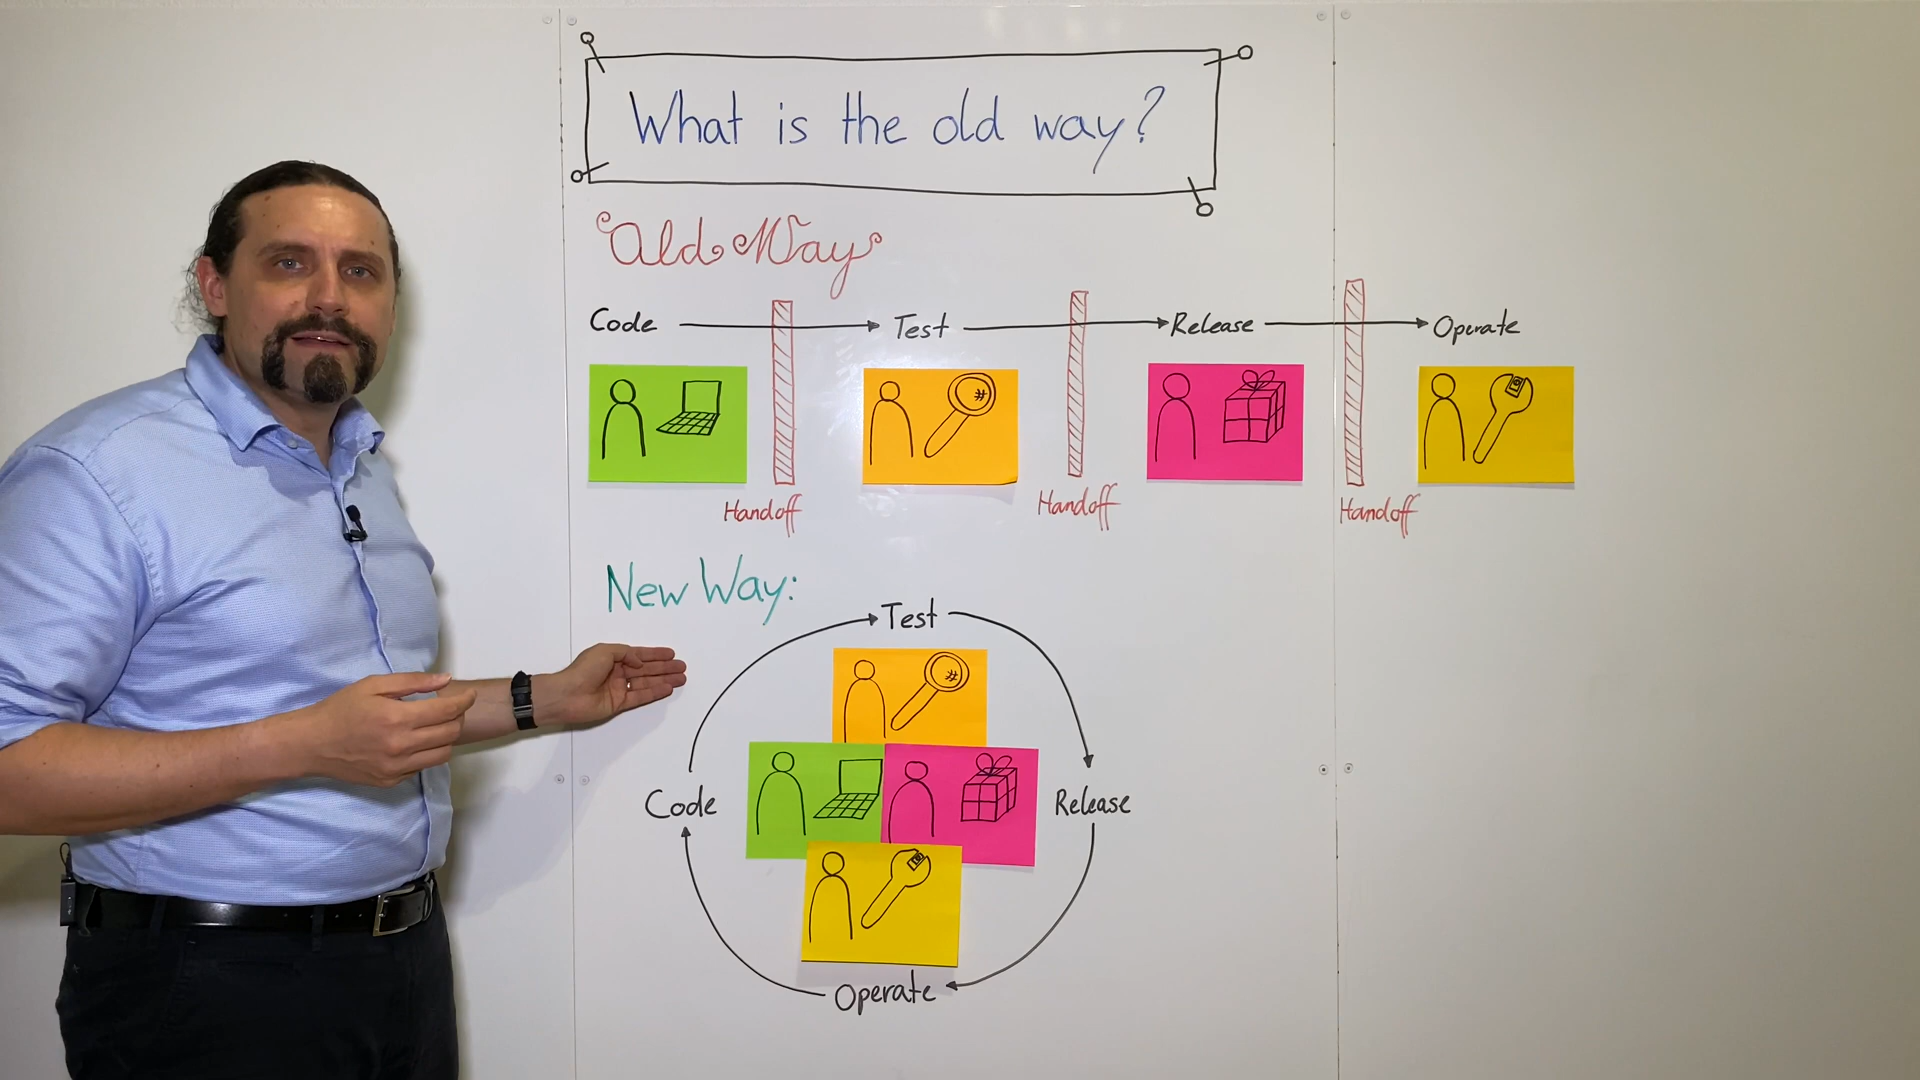 What is the old way?
Old Way
Code Test Release Operate
#
Handoff Handoff Handoff
New Way:
Test
#
Code Release
Operate